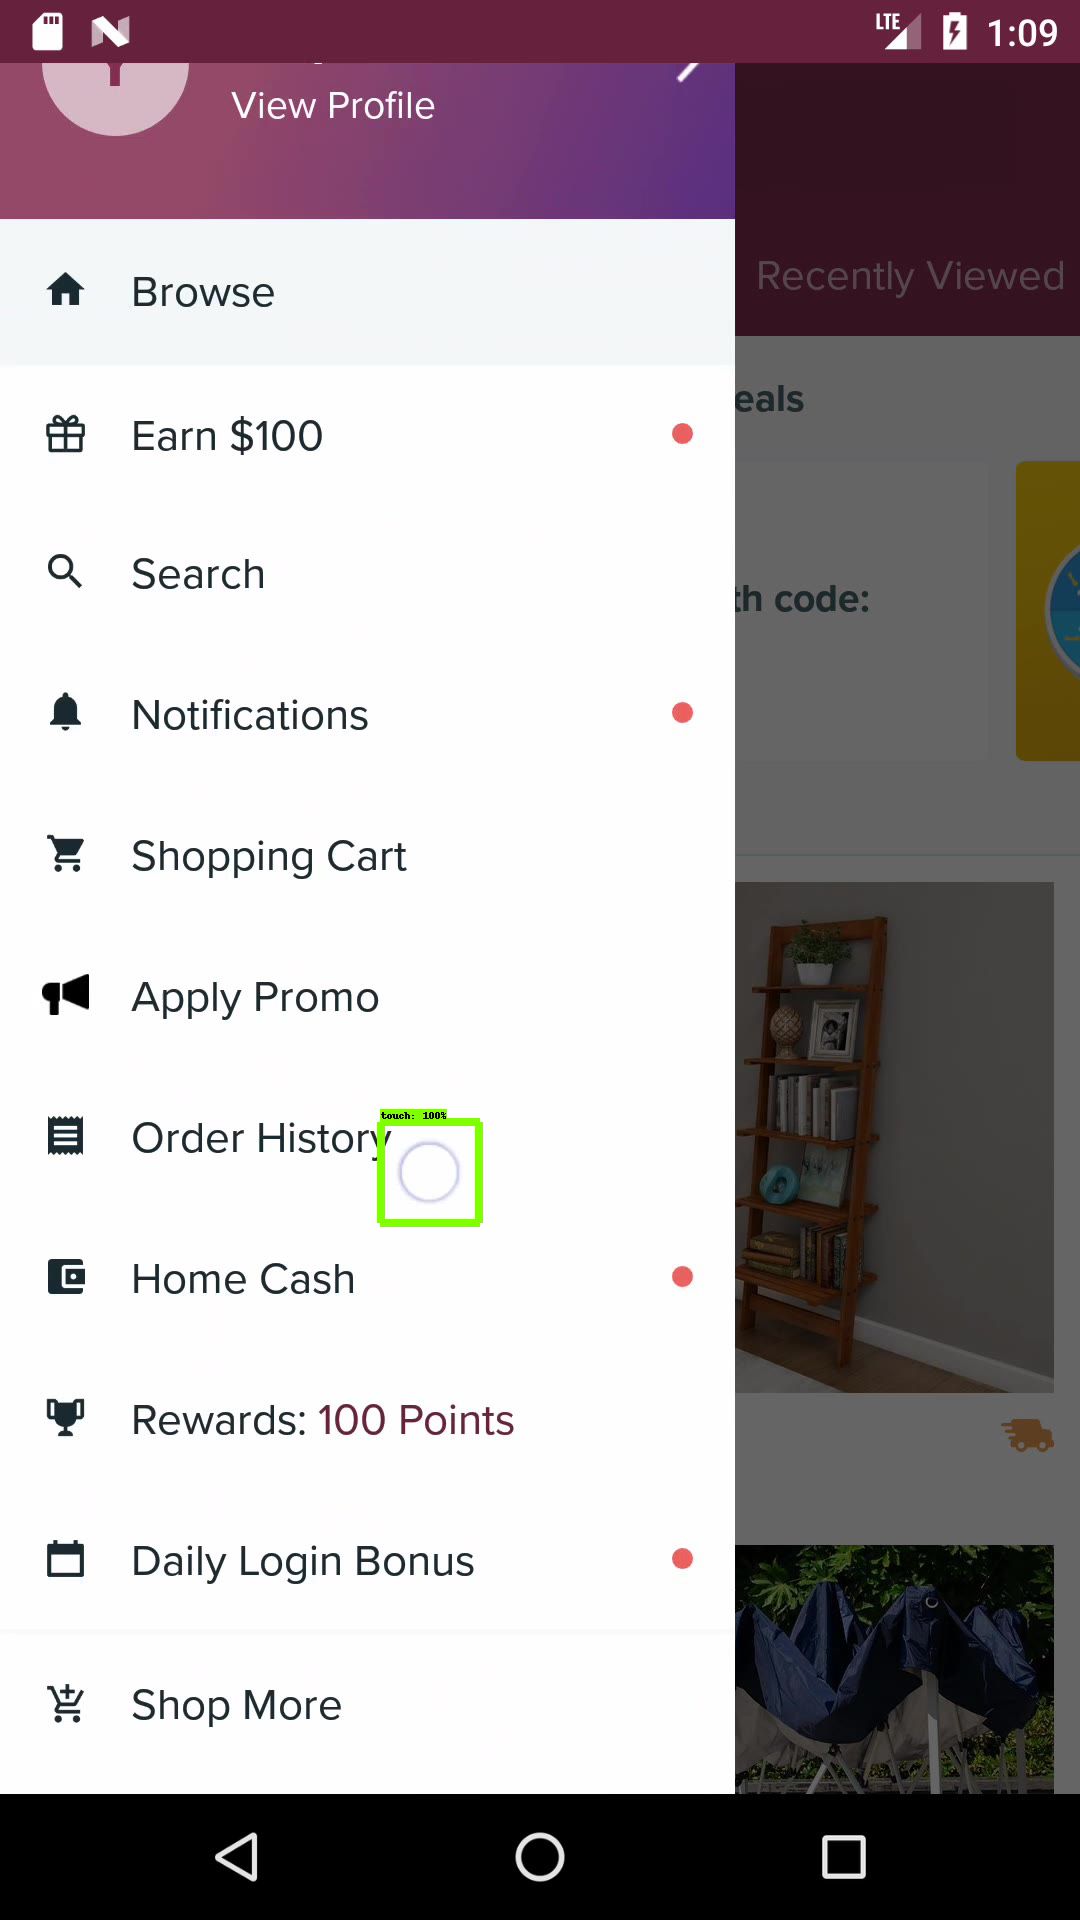 LTE
1:09
View Profile
Recently Viewed
Browse
eals
Earn $100
Search
th code:
Notifications
Shopping Cart
Apply Promo
touch: 100%
Order History
Home Cash
Rewards: 100 Points
Daily Login Bonus
Shop More